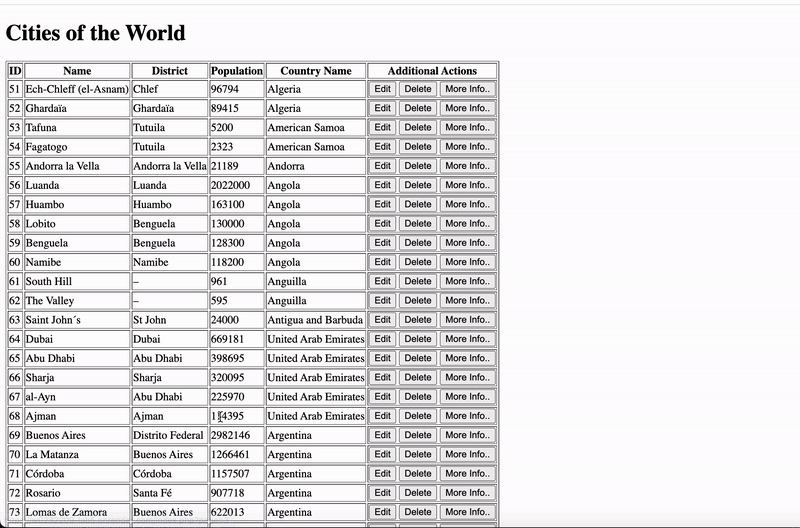 Cities of the World
ID Name District Population Country Name Additional Actions
51 Ech-Chleff (el-Asnam) Chlef 96794 Algeria Edit Delete More Info..
52 Ghardaïa Ghardaïa 89415 Algeria Edit Delete More Info..
53 Tafuna Tutuila 5200 American Samoa Edit Delete More Info..
54 Fagatogo Tutuila 2323 American Samoa Edit Delete More Info..
55 Andorra la Vella Andorra la Vella 21189 Andorra Edit Delete More Info..
56 Luanda Luanda 2022000 Angola Edit Delete More Info..
57 Huambo Huambo 163100 Angola Edit Delete More Info..
58 Lobito Benguela 130000 Angola Edit Delete More Info..
59 Benguela Benguela 128300 Angola Edit Delete More Info..
60 Namibe Namibe 118200 Angola Edit Delete More Info..
61 South Hill – 961 Anguilla Edit Delete More Info..
62 The Valley – 595 Anguilla Edit Delete More Info..
63 Saint John´s St John 24000 Antigua and Barbuda Edit Delete More Info..
64 Dubai Dubai 669181 United Arab Emirates Edit Delete More Info..
65 Abu Dhabi Abu Dhabi 398695 United Arab Emirates Edit Delete More Info..
66 Sharja Sharja 320095 United Arab Emirates Edit Delete More Info..
67 al-Ayn Abu Dhabi 225970 United Arab Emirates Edit Delete More Info..
68 Ajman Ajman United Arab Emirates Edit Delete More Info..
69 Buenos Aires Distrito Federal 2982146 Argentina Edit Delete More Info..
70 La Matanza Buenos Aires 1266461 Argentina Edit Delete More Info..
71 Córdoba Córdoba 1157507 Argentina Edit Delete More Info..
72 Rosario Santa Fé 907718 Argentina Edit Delete More Info..
73 Lomas de Zamora Buenos Aires 622013 Argentina Edit Delete More Info..